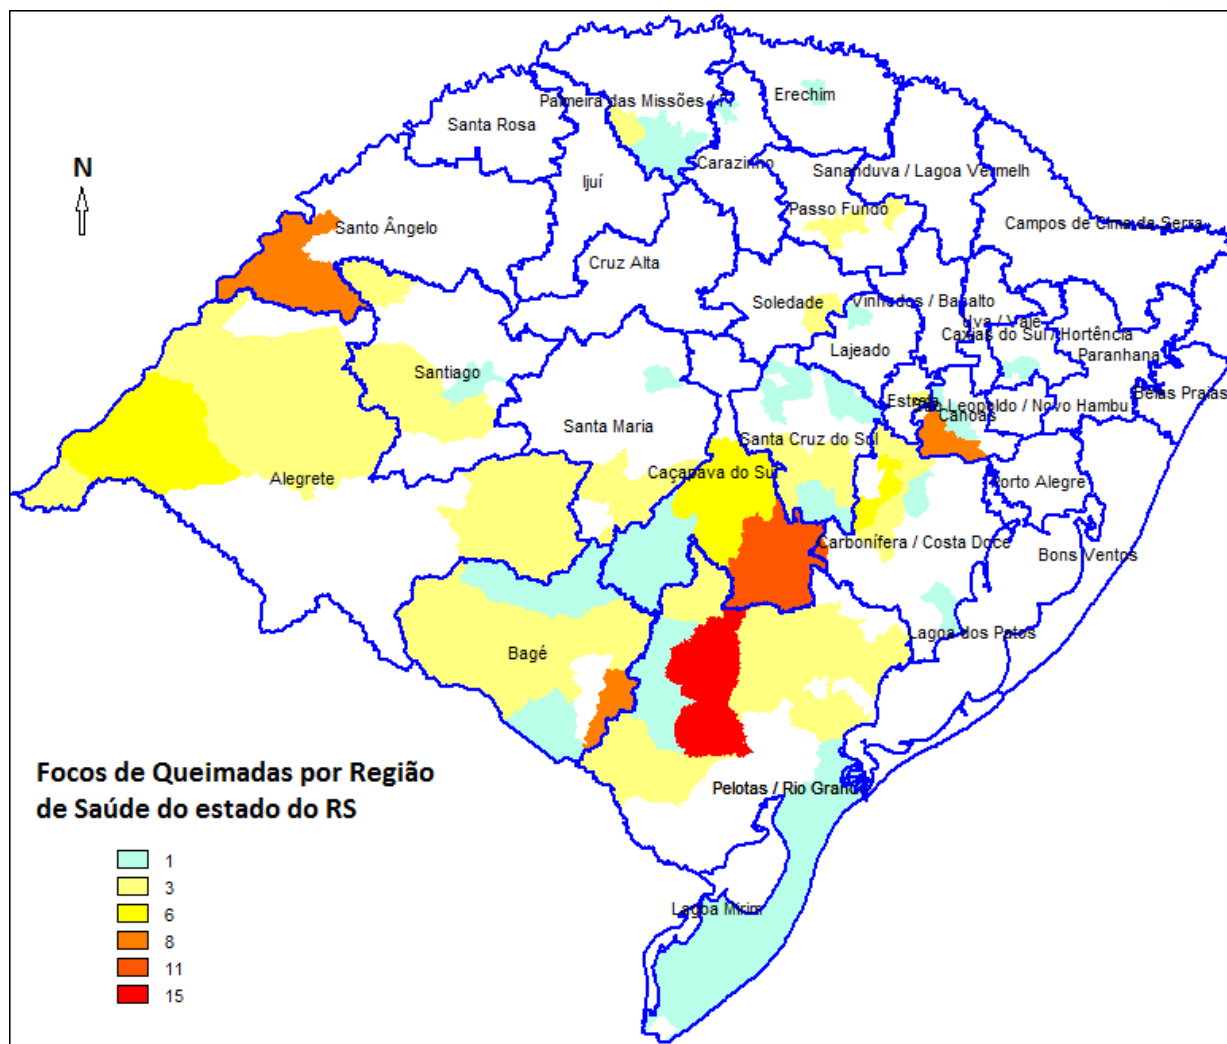 Palmeira das Missões / F
Erechim
Santa Rosa
Carazinho
Sananduva / Lagoa Vermelh
Ijuí
N
Passo Fundo
Campos de Cima da Serra
Santo Ângelo
Cruz Alta
Soledade
Vinhedos / Basalto
Uva / Vale
Caxias do Sul / Hortência
Lajeado
Paranhana
Santiago
Belas Praias
Estrela
São Leopoldo / Novo Hambu
Canoas
Santa Maria
Santa Cruz do Sol
Caçapava do Sul
Alegrete
Porto Alegre
Carbonífera / Costa Doce
Bons Ventos
Lagoa dos Patos
Bagé
Focos de Queimadas por Região
de Saúde do estado do RS
Pelotas / Rio Grande
1
3
6
8
11
15
Lagoa Mirim